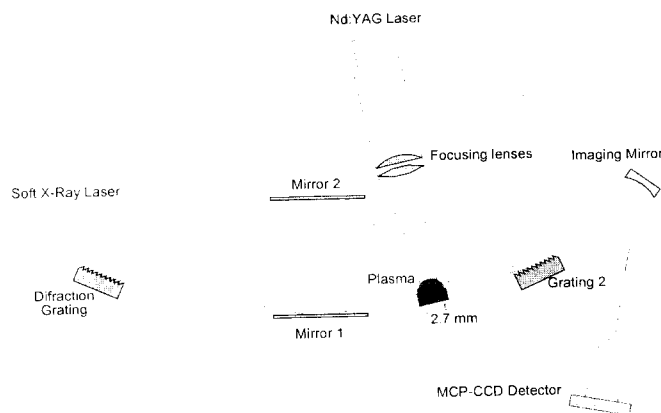 Nd:YAG Laser
Focusing lenses
Imaging Mirror
Mirror 2
Soft X-Ray Laser
Plasma
Grating 2
Difraction
Grating
2.7 mm
Mirror 1
MCP-CCD Detector